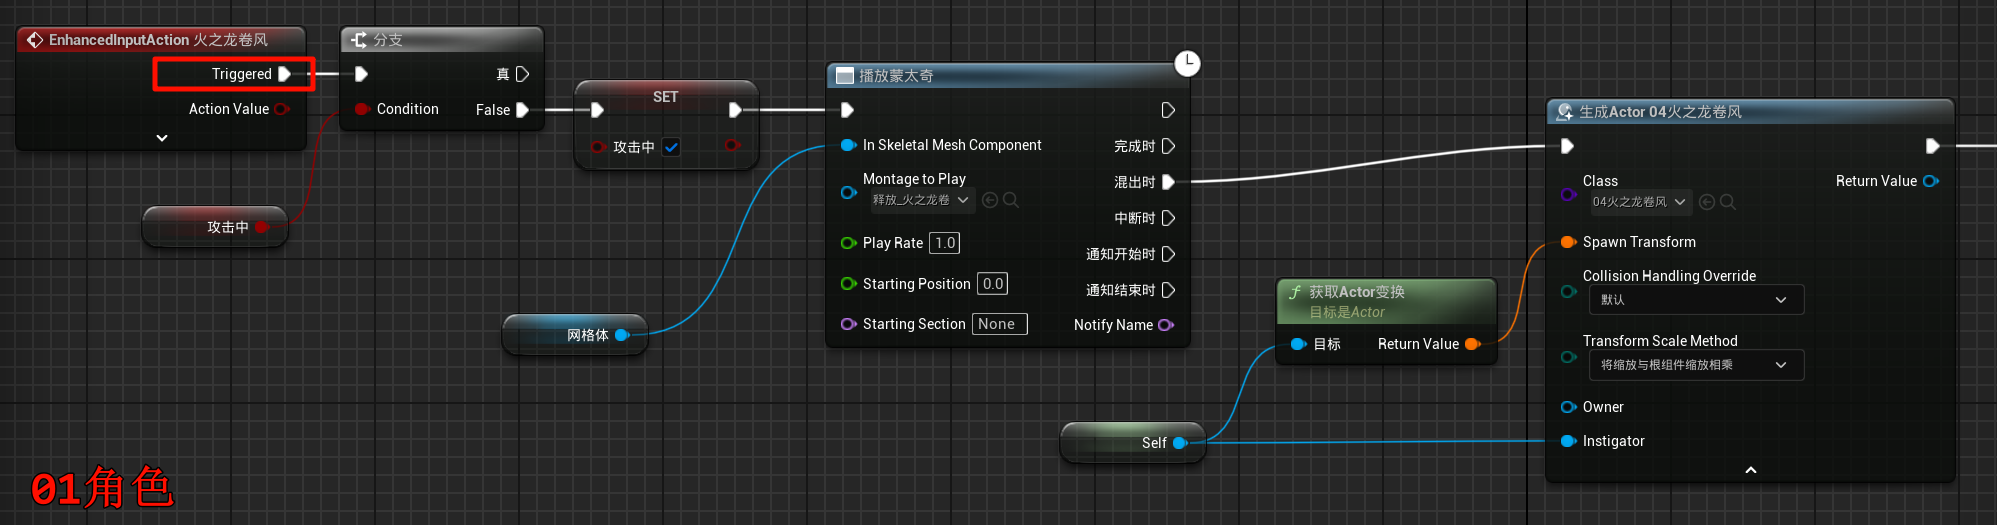 EnhancedInputAction 火之龙卷风
Triggered
Action Value
分支
真
Condition
False
攻击中
SET
攻击中
网格体
播放蒙太奇
In Skeletal Mesh Component
完成时
Montage to Play
混出时
释放_火之龙卷
中断时
Play Rate 1.0
通知开始时
Starting Position 0.0
通知结束时
Starting Section None
Notify Name
获取Actor变换
目标是Actor
目标
Return Value
Self
生成Actor 04火之龙卷风
Class
Return Value
04火之龙卷风
Spawn Transform
Collision Handling Override
默认
Transform Scale Method
将缩放与根组件缩放相乘
Owner
Instigator
01角色